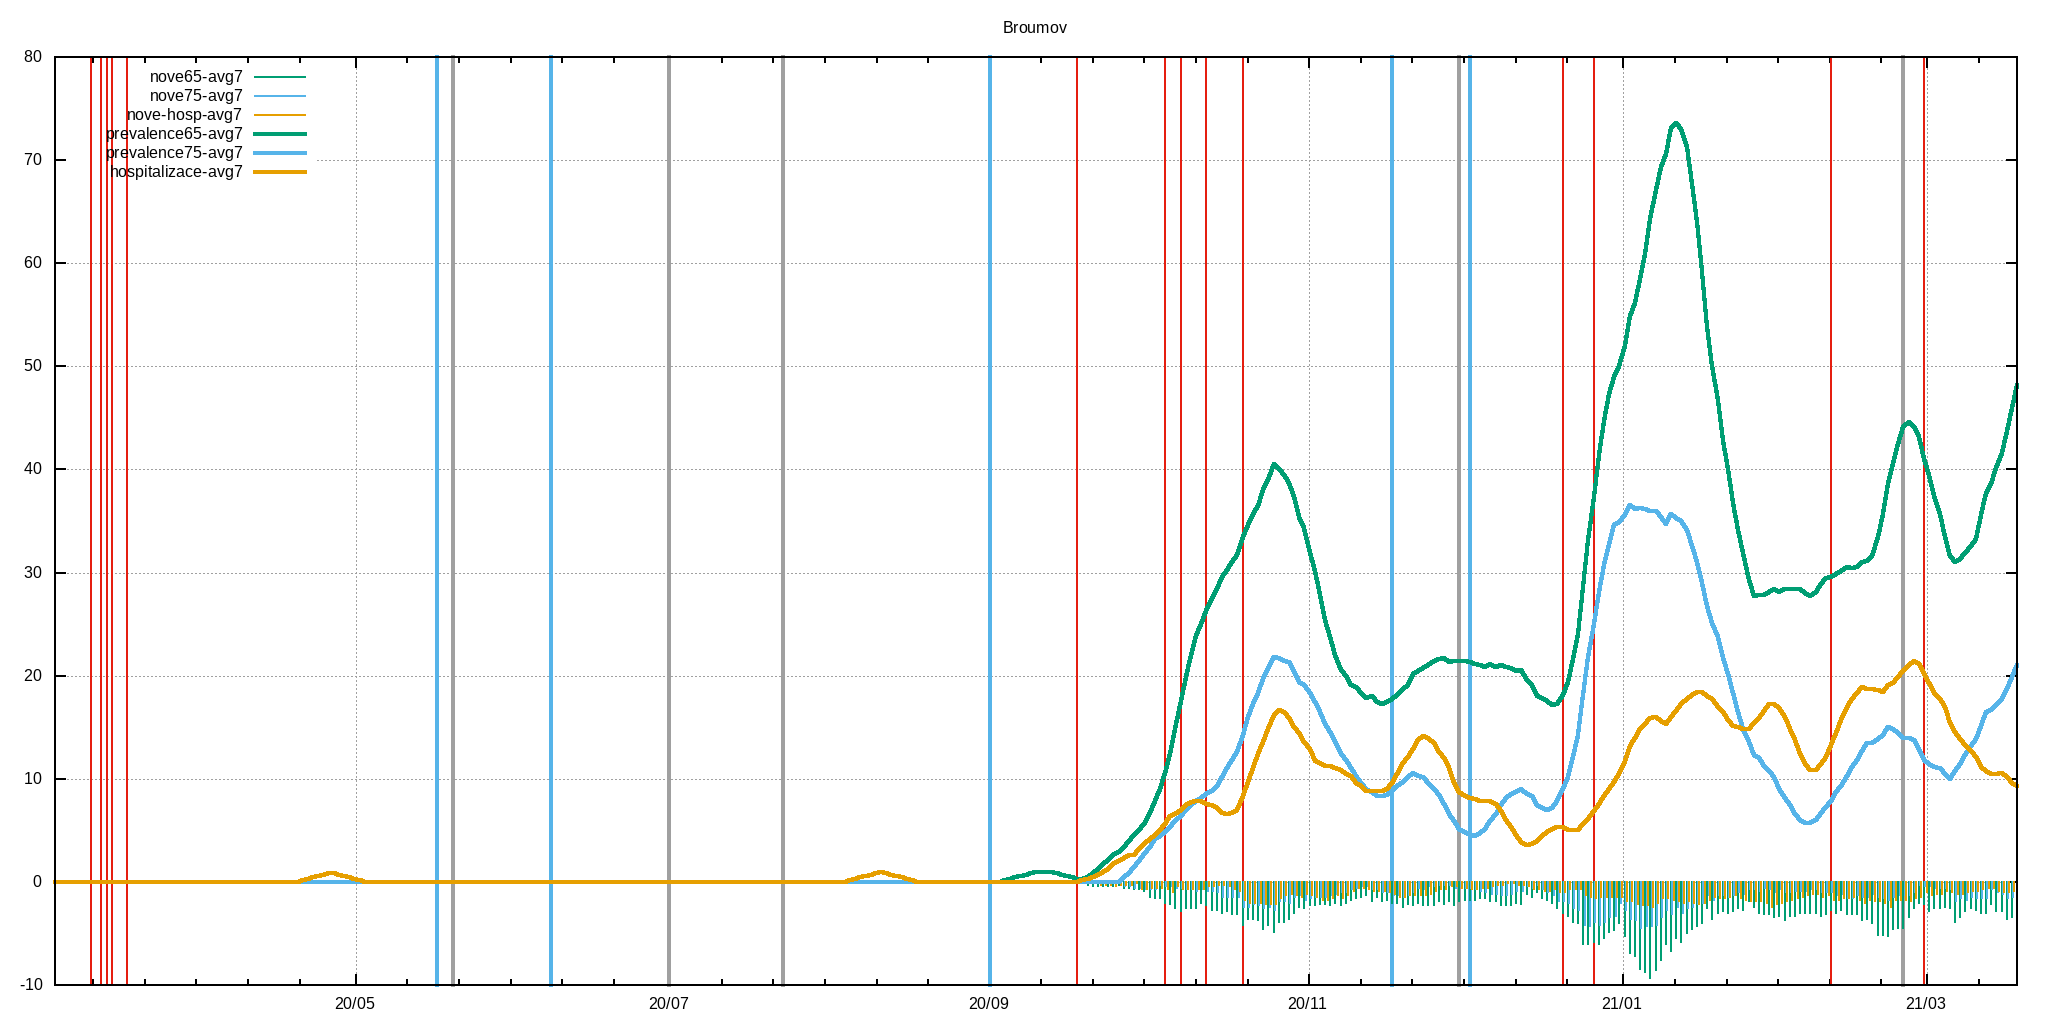 Broumov
80
70
60
50
40
30
20
10
0
-10
nove65-avg7
nove75-avg7
nove-hosp-avg7
prevalence65-avg7
prevalence75-avg7
hospitalizace-avg7
20/05
20/07
20/09
20/11
21/01
21/03